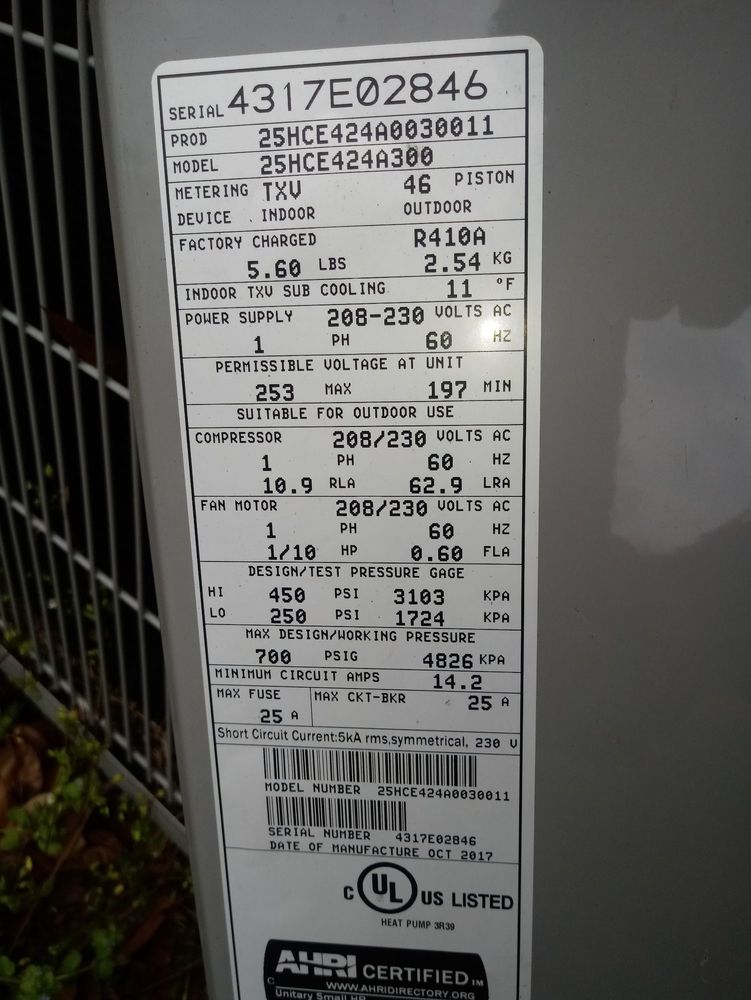 SERIAL 4317E02846
PROD 25HCE424A0030011
MODEL 25HCE424A300
METERING TXV 46 PISTON
DEVICE . INDOOR OUTDOOR
FACTORY CHARGED R410A
5.60 LBS 2.54 KG
INDOOR TXV SUB COOLING 11 °F
POWER SUPPLY 208-230 VOLTS AC
1 PH 60 HZ
PERMISSIBLE VOLTAGE AT UNIT
253 MAX 197 MIN
SUITABLE FOR OUTDOOR USE
COMPRESSOR 208/230 VOLTS AC
1 PH 60 HZ
10.9 RLA 62.9 LRA
FAN MOTOR 208/230 VOLTS AC
1 PH 60 HZ
1/10 HP 0.60 FLA
DESIGN/TEST PRESSURE GAGE
HI 450 PSI 3103 KPA
LO 250 PSI 1724 KPA
MAX DESIGN/WORKING PRESSURE
700 PSIG 4826 KPA
MINIMUM CIRCUIT AMPS 14.2
MAX FUSE MAX CKT-BKR 25 A
25 A
Short Circuit Current:5kA rms,symmetrical, 230 V
MODEL NUMBER 25HCE424A0030011
SERIAL NUMBER 4317E02846
DATE OF MANUFACTURE OCT 2017
C UL US LISTED
HEAT PUMP 3R39
AHRI CERTIFIED TM
WWW.AHRIDIRECTORY.ORG
Unitary Small HP